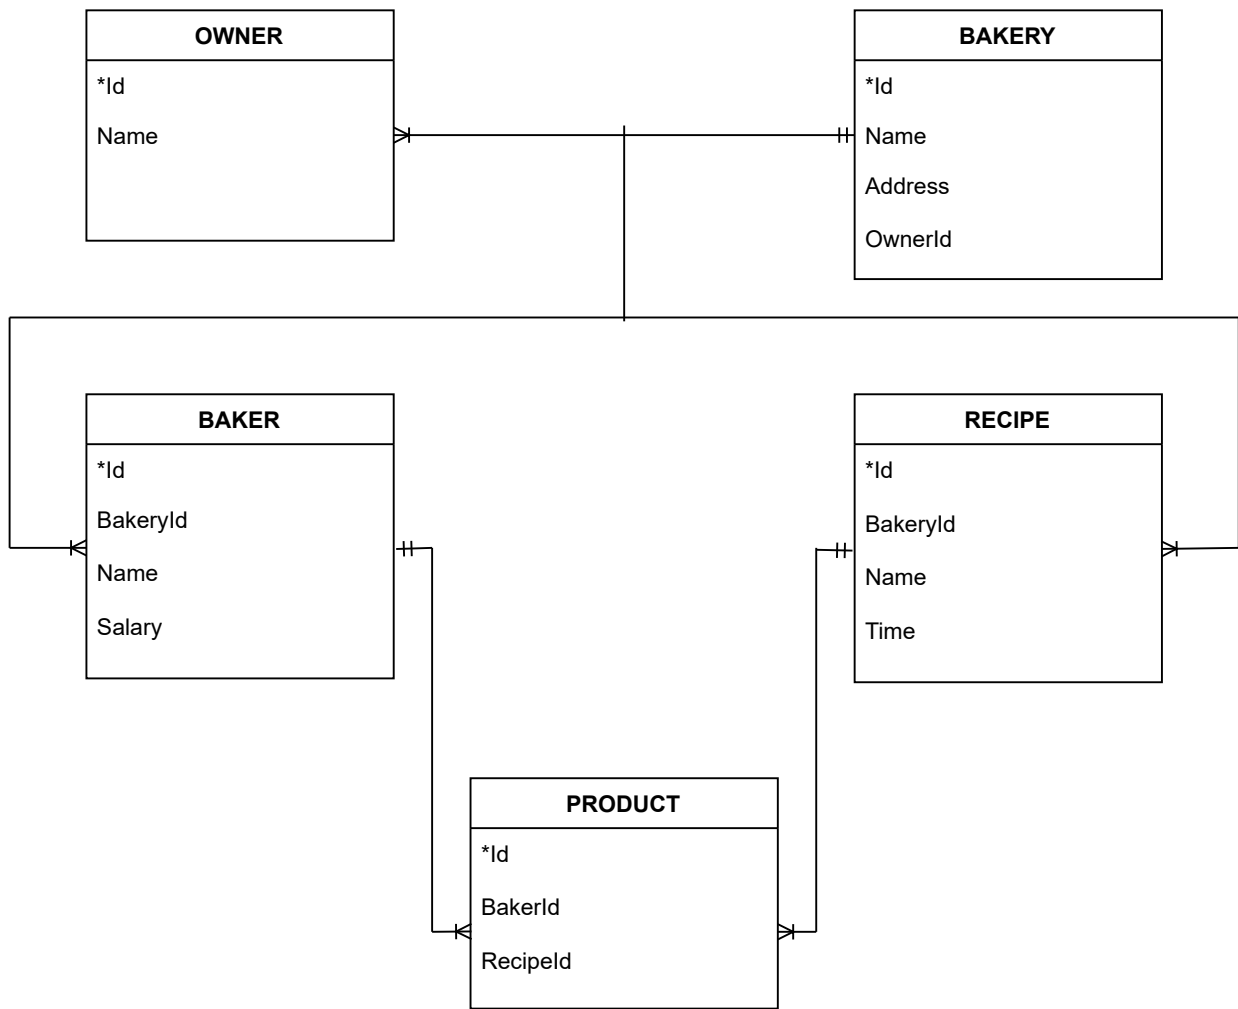 OWNER
*Id
Name
BAKERY
*Id
Name
Address
OwnerId
BAKER
*Id
BakeryId
Name
Salary
RECIPE
*Id
BakeryId
Name
Time
PRODUCT
*Id
BakerId
RecipeId